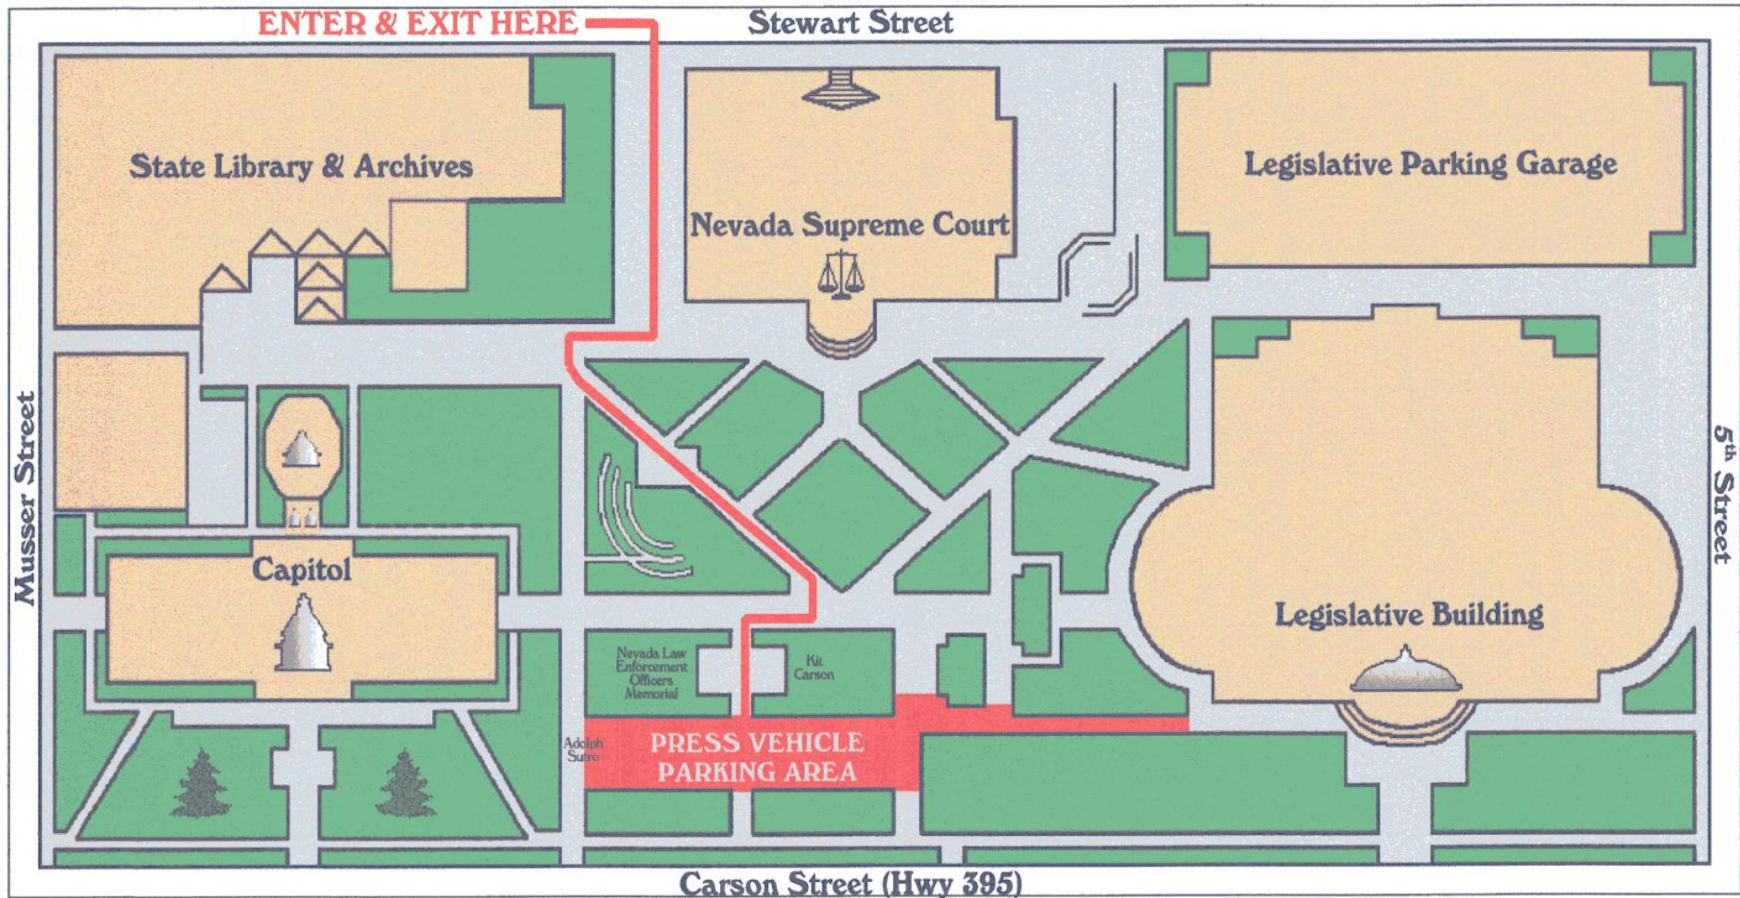 ENTER & EXIT HERE
Stewart Street
State Library & Archives
Nevada Supreme Court
Legislative Parking Garage
Musser Street
5th Street
Capitol
Legislative Building
Nevada Law
Enforcement
Officers
Memorial
Kit
Carson
Adolph
Sutro
PRESS VEHICLE
PARKING AREA
Carson Street (Hwy 395)